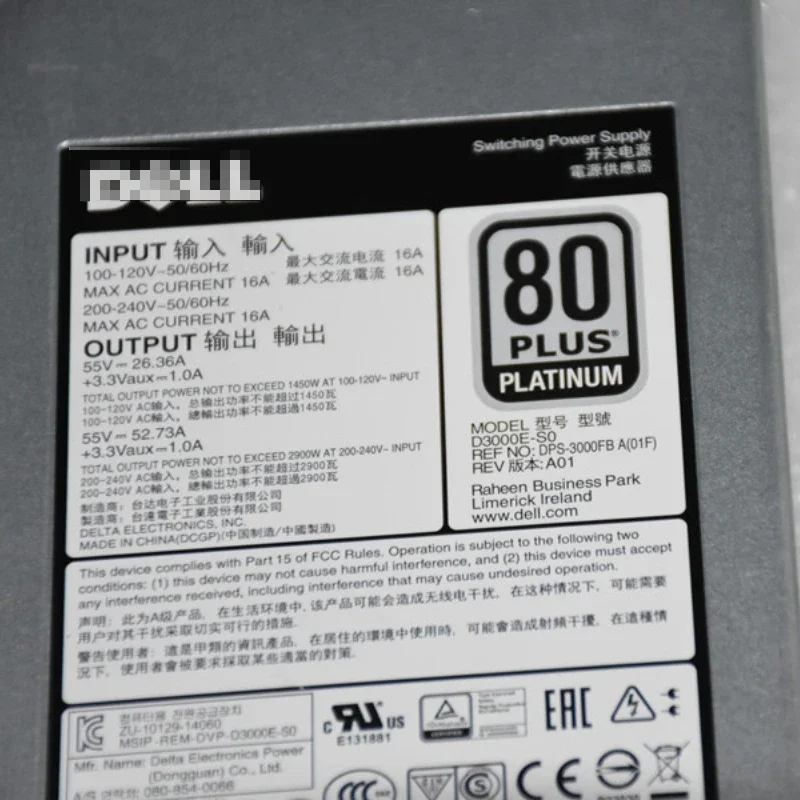 DELL
Switching Power Supply
开关电源
電源供應器
INPUT 输入 輸入
100-120V~50/60Hz 最大交流电流 16A
MAX AC CURRENT 16A 最大交流電流 16A
200-240V~50/60Hz
MAX AC CURRENT 16A
OUTPUT 输出 輸出
55V⎓26.36A
+3.3Vaux⎓1.0A
TOTAL OUTPUT POWER NOT TO EXCEED 1450W AT 100-120V~ INPUT
100-120V AC输入，总输出功率不能超过1450瓦
100-120V AC輸入，總輸出功率不能超過1450瓦
55V⎓52.73A
+3.3Vaux⎓1.0A
TOTAL OUTPUT POWER NOT TO EXCEED 2900W AT 200-240V~ INPUT
200-240V AC输入，总输出功率不能超过2900瓦
200-240V AC輸入，總輸出功率不能超過2900瓦
制造商：台达电子工业股份有限公司
製造商：台達電子工業股份有限公司
DELTA ELECTRONICS, INC.
MADE IN CHINA(DCGP)(中国制造/中國製造)
80
PLUS®
PLATINUM
MODEL 型号 型號
D3000E-S0
REF NO: DPS-3000FB A(01F)
REV 版本: A01
Raheen Business Park
Limerick Ireland
www.dell.com
This device complies with Part 15 of FCC Rules. Operation is subject to the following two
conditions: (1) this device may not cause harmful interference, and (2) this device must accept
any interference received, including interference that may cause undesired operation.
声明：此为A级产品，在生活环境中，该产品可能会造成无线电干扰，在这种情况下，可能需要
用户对其干扰采取切实可行的措施.
警告使用者：這是甲類的資訊產品，在居住的環境中使用時，可能會造成射頻干擾，在這種情
況下，使用者會被要求採取某些適當的對策.
컴퓨터용 전원공급장치
ZU-10129-14060
MSIP-REM-DVP-D3000E-S0
Mfr. Name: Delta Electronics Power
(Dongguan) Co., Ltd.
A/S Tel.: 080-854-0066
c RU US
E131881
EAC
CCC
S
CE